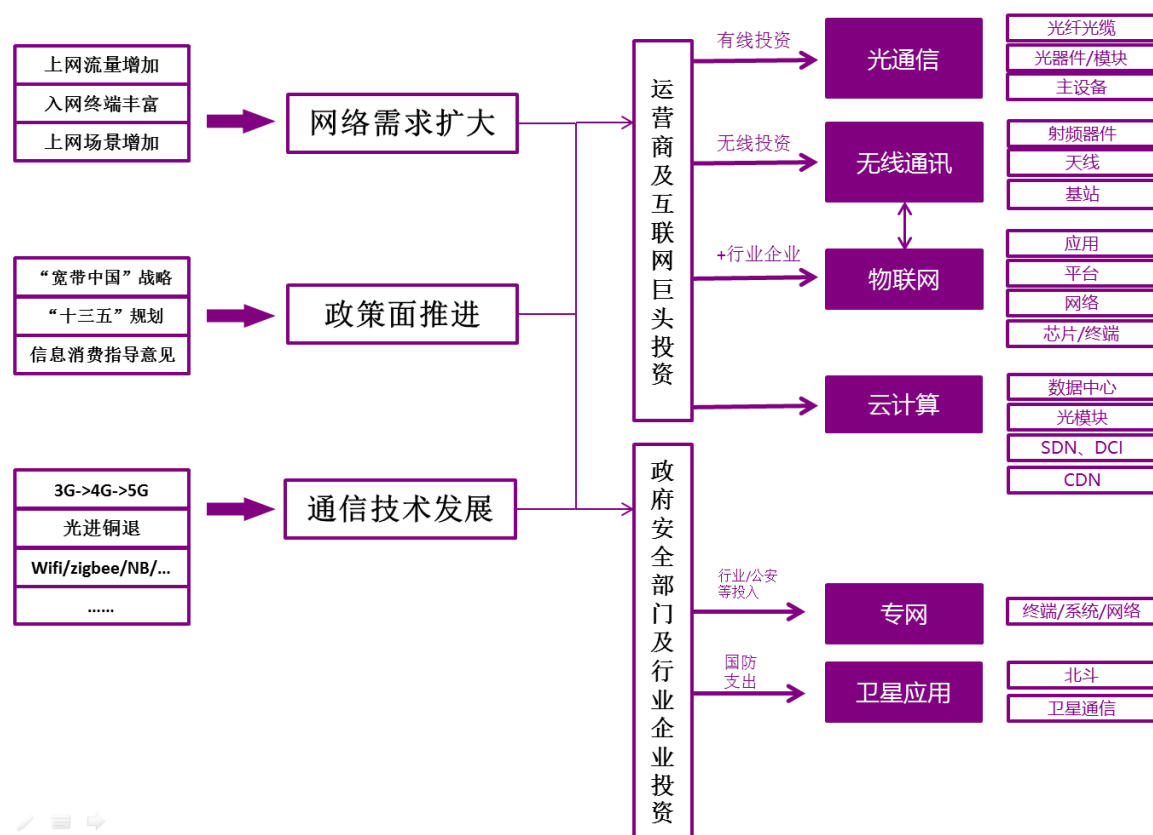 上网流量增加
入网终端丰富
上网场景增加
网络需求扩大
“宽带中国”战略
“十三五”规划
信息消费指导意见
政策面推进
3G->4G->5G
光进铜退
Wifi/zigbee/NB/...
……
通信技术发展
运营商及互联网巨头投资
有线投资
光通信
光纤光缆
光器件/模块
主设备
无线投资
无线通讯
射频器件
天线
基站
+行业企业
物联网
应用
平台
网络
芯片/终端
云计算
数据中心
光模块
SDN、DCI
CDN
政府安全部门及行业企业投资
行业/公安
等投入
专网
终端/系统/网络
国防
支出
卫星应用
北斗
卫星通信